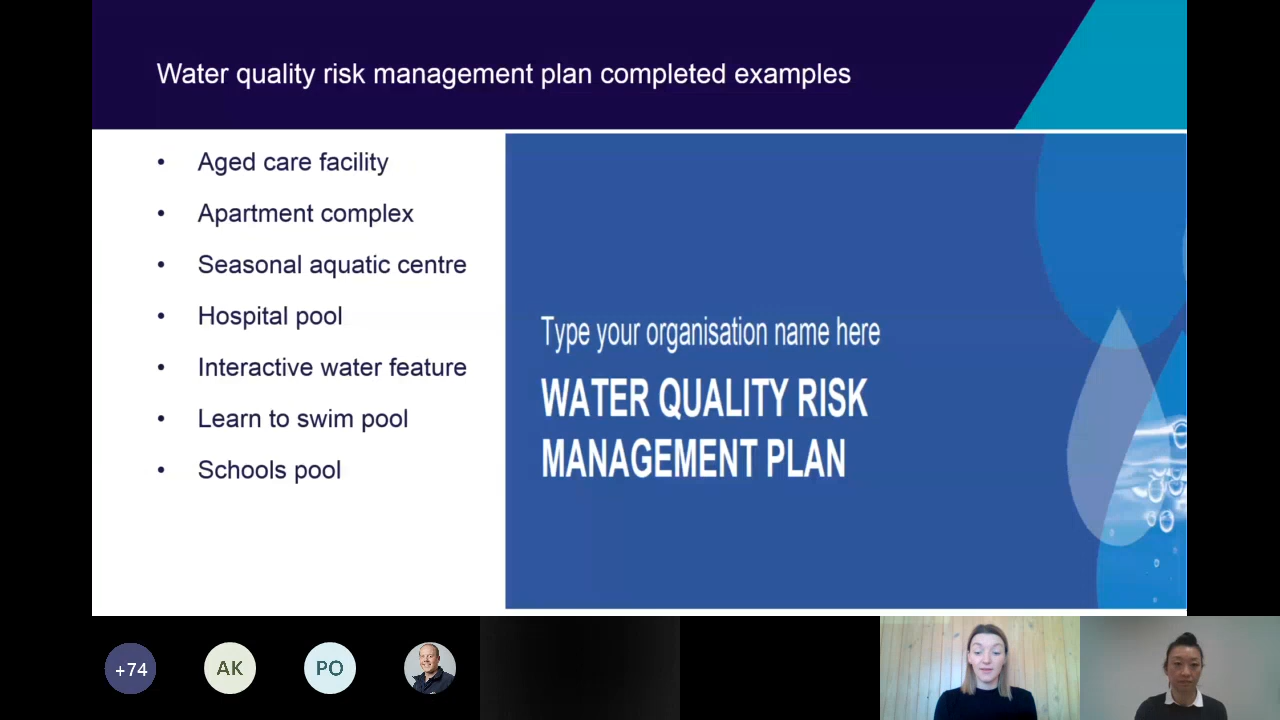 Water quality risk management plan completed examples
• Aged care facility
• Apartment complex
• Seasonal aquatic centre
• Hospital pool
• Interactive water feature
• Learn to swim pool
• Schools pool
Type your organisation name here
WATER QUALITY RISK
MANAGEMENT PLAN
+74
AK
PO